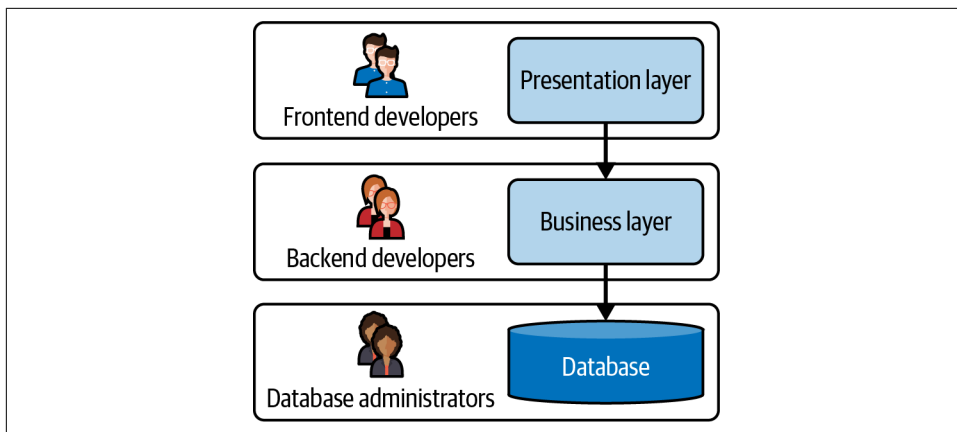 Frontend developers
Presentation layer
Backend developers
Business layer
Database administrators
Database